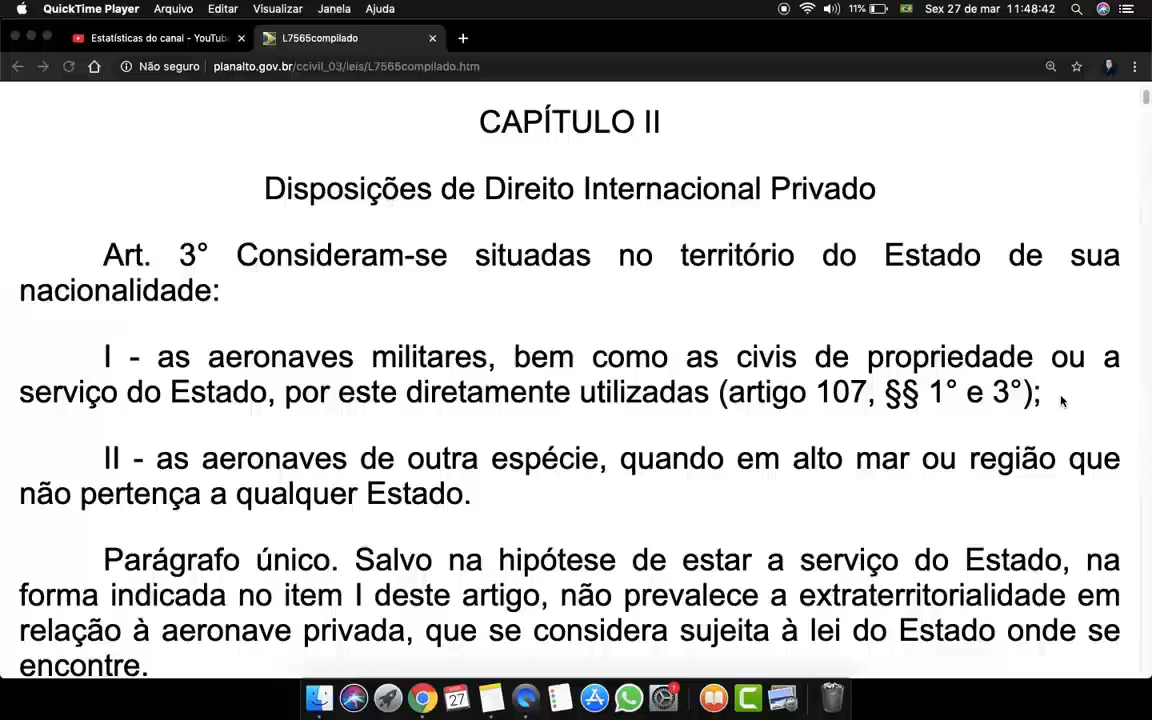 QuickTime Player Arquivo Editar Visualizar Janela Ajuda 11% Sex 27 de mar 11:48:42
Estatísticas do canal - YouTub L7565compilado
Não seguro planalto.gov.br/ccivil_03/leis/L7565compilado.htm
CAPÍTULO II
Disposições de Direito Internacional Privado
Art. 3° Consideram-se situadas no território do Estado de sua
nacionalidade:
I - as aeronaves militares, bem como as civis de propriedade ou a
serviço do Estado, por este diretamente utilizadas (artigo 107, §§ 1° e 3°);
II - as aeronaves de outra espécie, quando em alto mar ou região que
não pertença a qualquer Estado.
Parágrafo único. Salvo na hipótese de estar a serviço do Estado, na
forma indicada no item I deste artigo, não prevalece a extraterritorialidade em
relação à aeronave privada, que se considera sujeita à lei do Estado onde se
encontre.
27
1